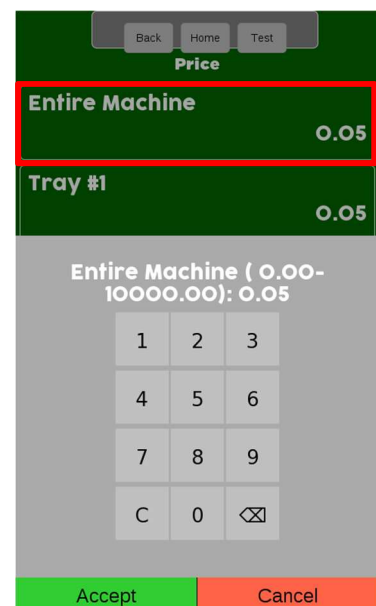 Back Home Test
Price
Entire Machine
0.05
Tray #1
0.05
Entire Machine ( 0.00-
10000.00): 0.05
1 2 3
4 5 6
7 8 9
C 0 ⌫
Accept Cancel